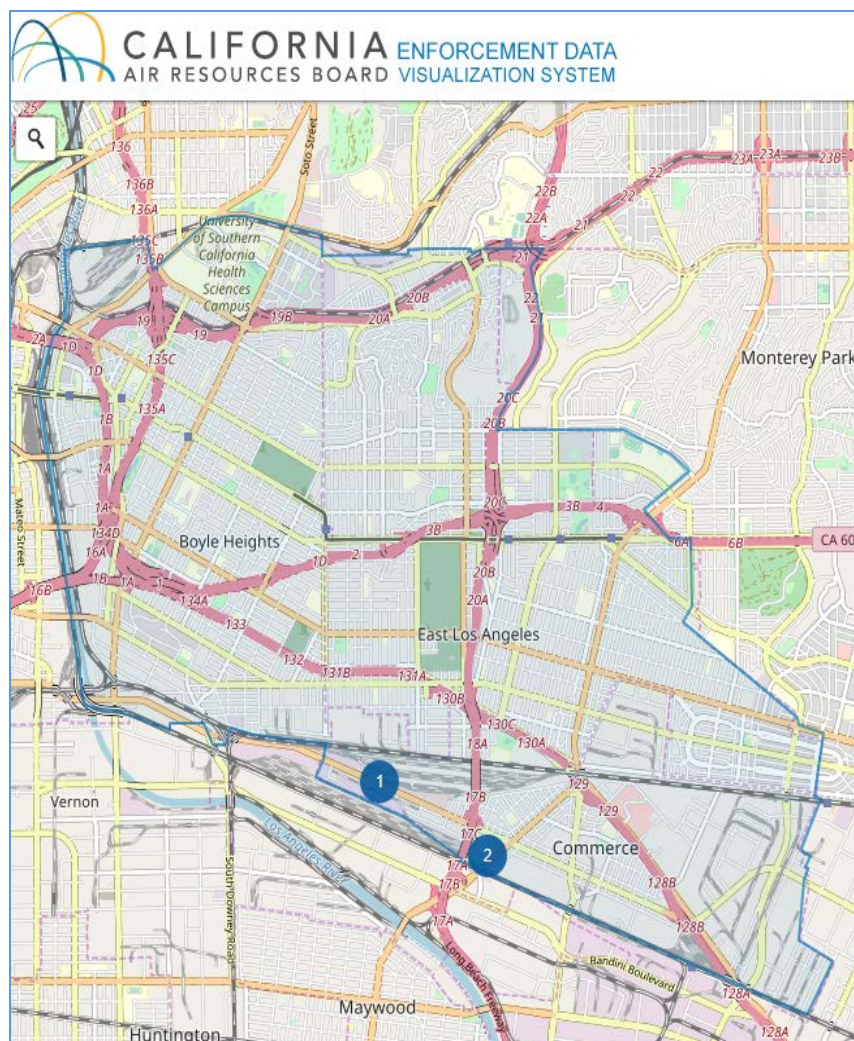 CALIFORNIA
AIR RESOURCES BOARD
ENFORCEMENT DATA
VISUALIZATION SYSTEM
25
136
Soto Street
22B
23A
23A
23B
136B
22
136A
22A
22
University
of Southern
California
Health
Sciences
Campus
21
135C
135B
21
22
20B
19
19B
20A
19
2A
1D
135C
Monterey Park
1D
20C
20B
135A
1B
1A
20C
3B
4
1A
3B
6A
6B
CA 60
Mateo Street
134D
Boyle Heights
16A
1D
2
20B
1B
1A
1
16B
134A
20A
133
East Los Angeles
132
131B
131A
130B
130C
18A
130A
1
129
Vernon
17B
129
Los Angeles River
17C
2
Commerce
17A
17B
128B
South Downey Road
17A
128B
Long Beach Freeway
Bandini Boulevard
128A
Maywood
128A
Huntington